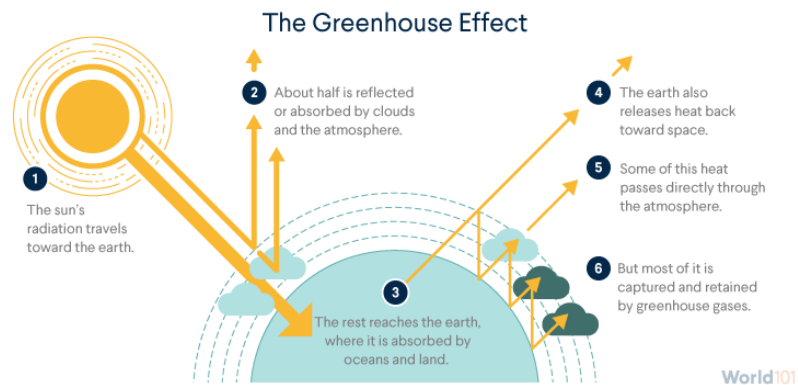 The Greenhouse Effect
1
The sun's
radiation travels
toward the earth.
2
About half is reflected
or absorbed by clouds
and the atmosphere.
3
The rest reaches the earth,
where it is absorbed by
oceans and land.
4
The earth also
releases heat back
toward space.
5
Some of this heat
passes directly through
the atmosphere.
6
But most of it is
captured and retained
by greenhouse gases.
World101